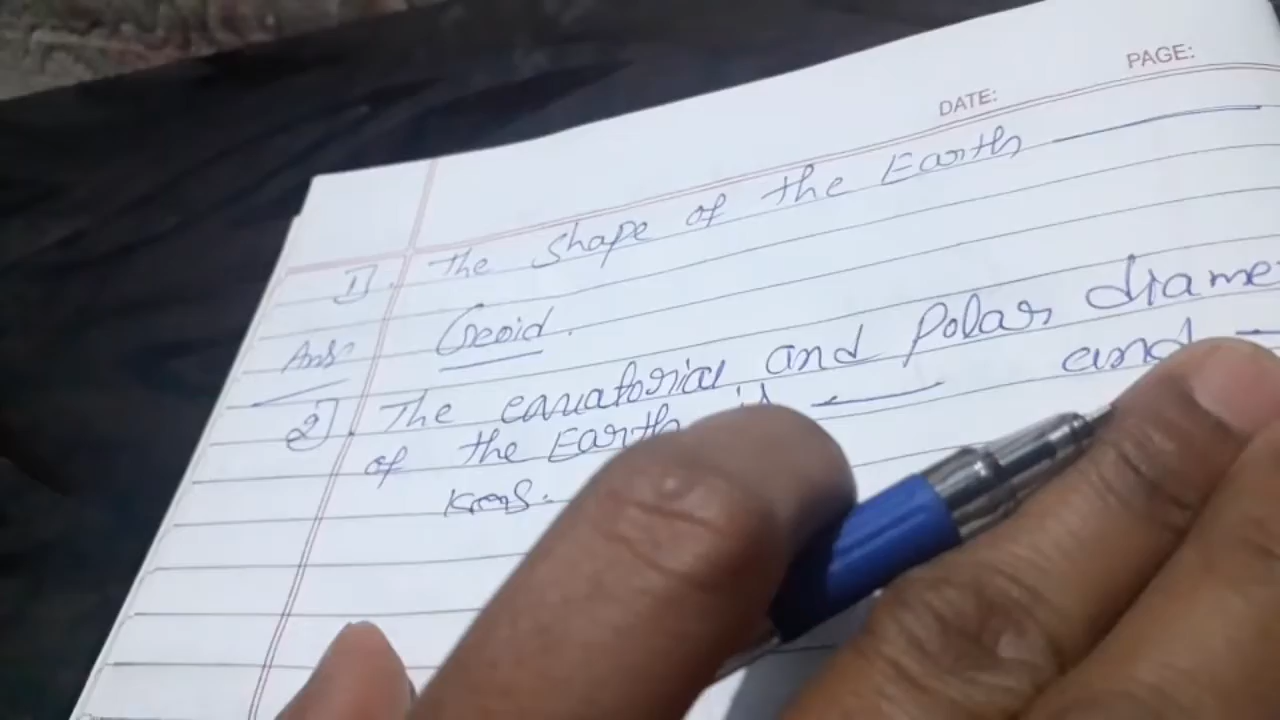 PAGE:
DATE:
1]. The shape of the Earth —
Ans:- Geoid.
2]. The equatorial and Polar diame
of the Earth is — and —
Kms.